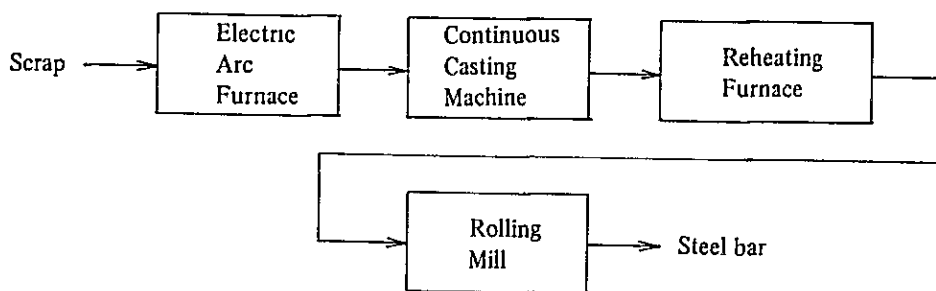 Scrap
Electric
Arc
Furnace
Continuous
Casting
Machine
Reheating
Furnace
Rolling
Mill
Steel bar